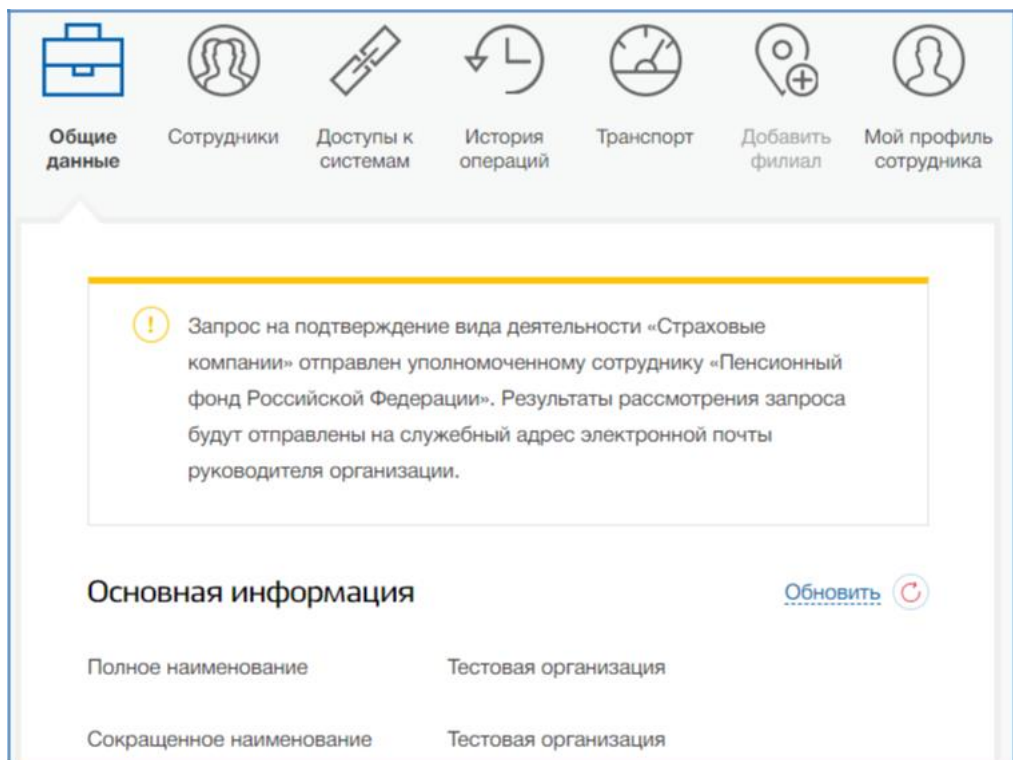 Общие данные
Сотрудники
Доступы к системам
История операций
Транспорт
Добавить филиал
Мой профиль сотрудника
Запрос на подтверждение вида деятельности «Страховые
компании» отправлен уполномоченному сотруднику «Пенсионный
фонд Российской Федерации». Результаты рассмотрения запроса
будут отправлены на служебный адрес электронной почты
руководителя организации.
Основная информация
Обновить
Полное наименование Тестовая организация
Сокращенное наименование Тестовая организация